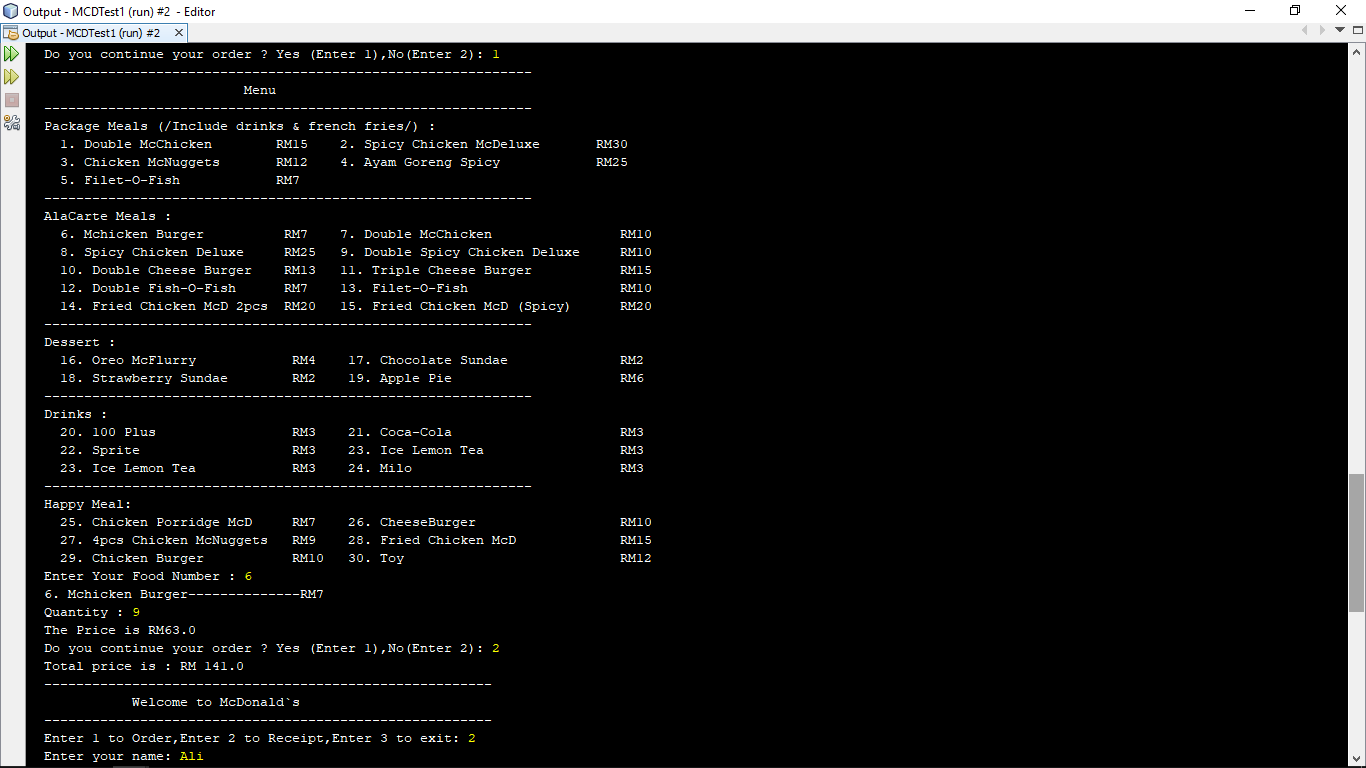 Output - MCDTest1 (run) #2 - Editor
Output - MCDTest1 (run) #2
Do you continue your order ? Yes (Enter 1),No(Enter 2): 1
-------------------------------------------------------------
Menu
-------------------------------------------------------------
Package Meals (/Include drinks & french fries/) :
1. Double McChicken RM15 2. Spicy Chicken McDeluxe RM30
3. Chicken McNuggets RM12 4. Ayam Goreng Spicy RM25
5. Filet-O-Fish RM7
-------------------------------------------------------------
AlaCarte Meals :
6. Mchicken Burger RM7 7. Double McChicken RM10
8. Spicy Chicken Deluxe RM25 9. Double Spicy Chicken Deluxe RM10
10. Double Cheese Burger RM13 11. Triple Cheese Burger RM15
12. Double Fish-O-Fish RM7 13. Filet-O-Fish RM10
14. Fried Chicken McD 2pcs RM20 15. Fried Chicken McD (Spicy) RM20
-------------------------------------------------------------
Dessert :
16. Oreo McFlurry RM4 17. Chocolate Sundae RM2
18. Strawberry Sundae RM2 19. Apple Pie RM6
-------------------------------------------------------------
Drinks :
20. 100 Plus RM3 21. Coca-Cola RM3
22. Sprite RM3 23. Ice Lemon Tea RM3
23. Ice Lemon Tea RM3 24. Milo RM3
-------------------------------------------------------------
Happy Meal:
25. Chicken Porridge McD RM7 26. CheeseBurger RM10
27. 4pcs Chicken McNuggets RM9 28. Fried Chicken McD RM15
29. Chicken Burger RM10 30. Toy RM12
Enter Your Food Number : 6
6. Mchicken Burger--------------RM7
Quantity : 9
The Price is RM63.0
Do you continue your order ? Yes (Enter 1),No(Enter 2): 2
Total price is : RM 141.0
--------------------------------------------------------
Welcome to McDonald`s
--------------------------------------------------------
Enter 1 to Order,Enter 2 to Receipt,Enter 3 to exit: 2
Enter your name: Ali